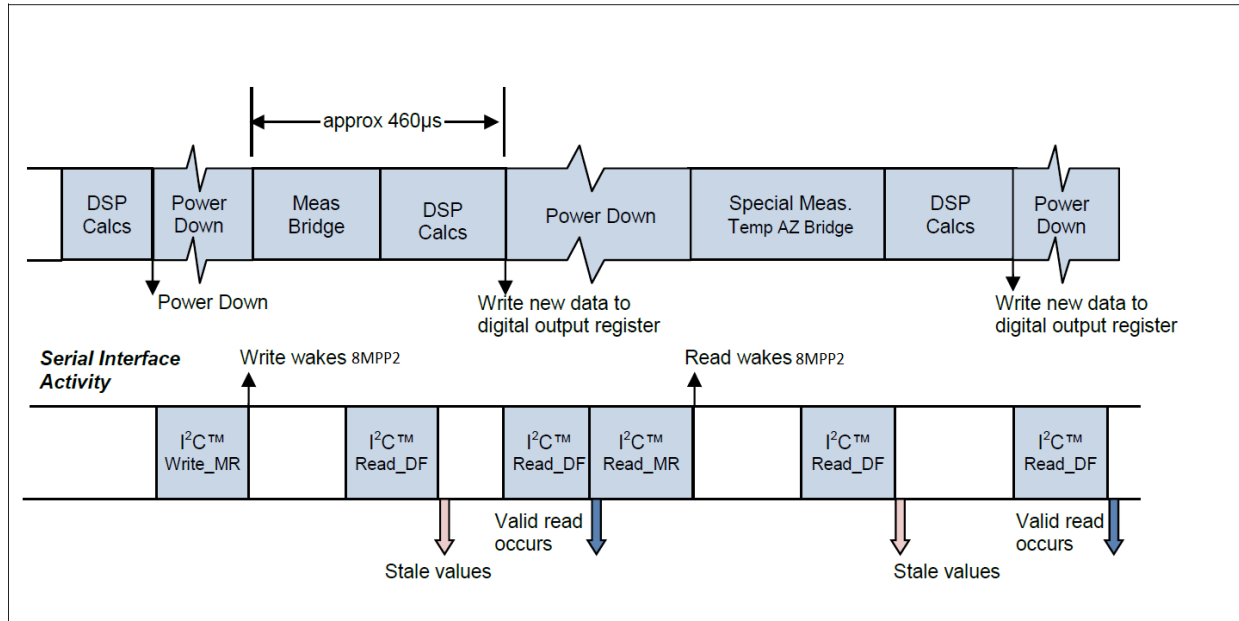 approx 460µs
DSP
Calcs
Power
Down
Meas
Bridge
DSP
Calcs
Power Down
Special Meas.
Temp AZ Bridge
DSP
Calcs
Power
Down
Power Down
Write new data to
digital output register
Write new data to
digital output register
Serial Interface
Activity
Write wakes 8MPP2
Read wakes 8MPP2
I²C™
Write_MR
I²C™
Read_DF
I²C™
Read_DF
I²C™
Read_MR
I²C™
Read_DF
I²C™
Read_DF
Stale values
Valid read
occurs
Stale values
Valid read
occurs